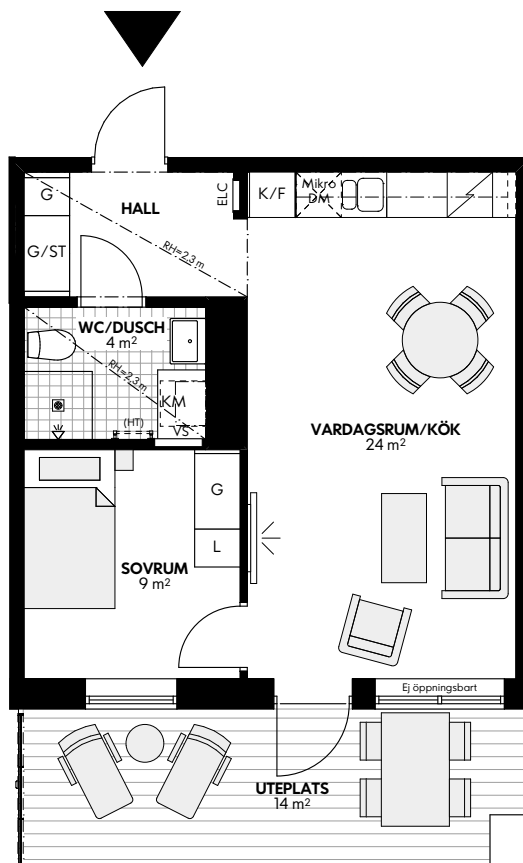 G
HALL
ELC
K/F
Mikro
DM
G/ST
RH=2,3 m
WC/DUSCH
4 m²
RH=2,3 m
KM
(HT)
VS
VARDAGSRUM/KÖK
24 m²
G
L
SOVRUM
9 m²
Ej öppningsbart
UTEPLATS
14 m²